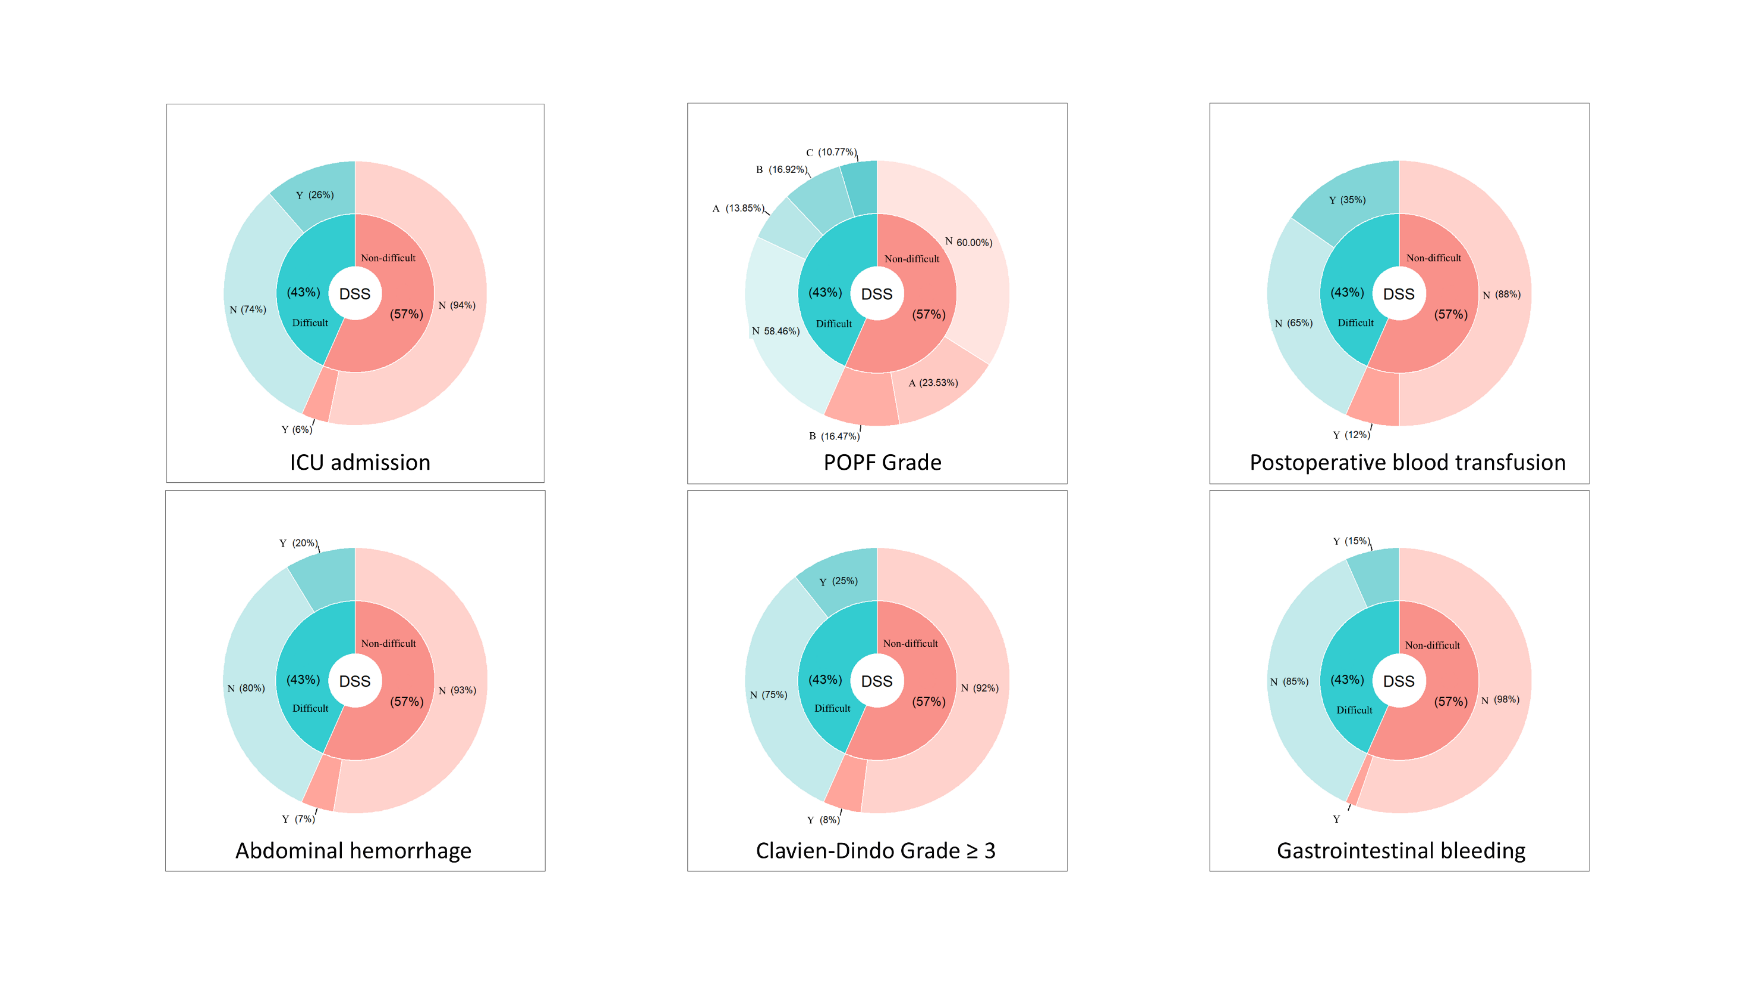 Y (26%)
Non-difficult
(43%)
DSS
N (94%)
N (74%)
(57%)
Difficult
Y (6%)
ICU admission
C (10.77%)
B (16.92%)
A (13.85%)
N 60.00%)
Non-difficult
(43%)
DSS
(57%)
Difficult
N 58.46%)
A (23.53%)
B (16.47%)
POPF Grade
Y (35%)
Non-difficult
(43%)
DSS
N (88%)
(57%)
N (65%)
Difficult
Y (12%)
Postoperative blood transfusion
Y (20%)
Non-difficult
(43%)
DSS
N (80%)
N (93%)
(57%)
Difficult
Y (7%)
Abdominal hemorrhage
Y (25%)
Non-difficult
(43%)
DSS
N (92%)
N (75%)
(57%)
Difficult
Y (8%)
Clavien-Dindo Grade ≥ 3
Y (15%)
Non-difficult
N (85%)
(43%)
DSS
N (98%)
(57%)
Difficult
Y
Gastrointestinal bleeding